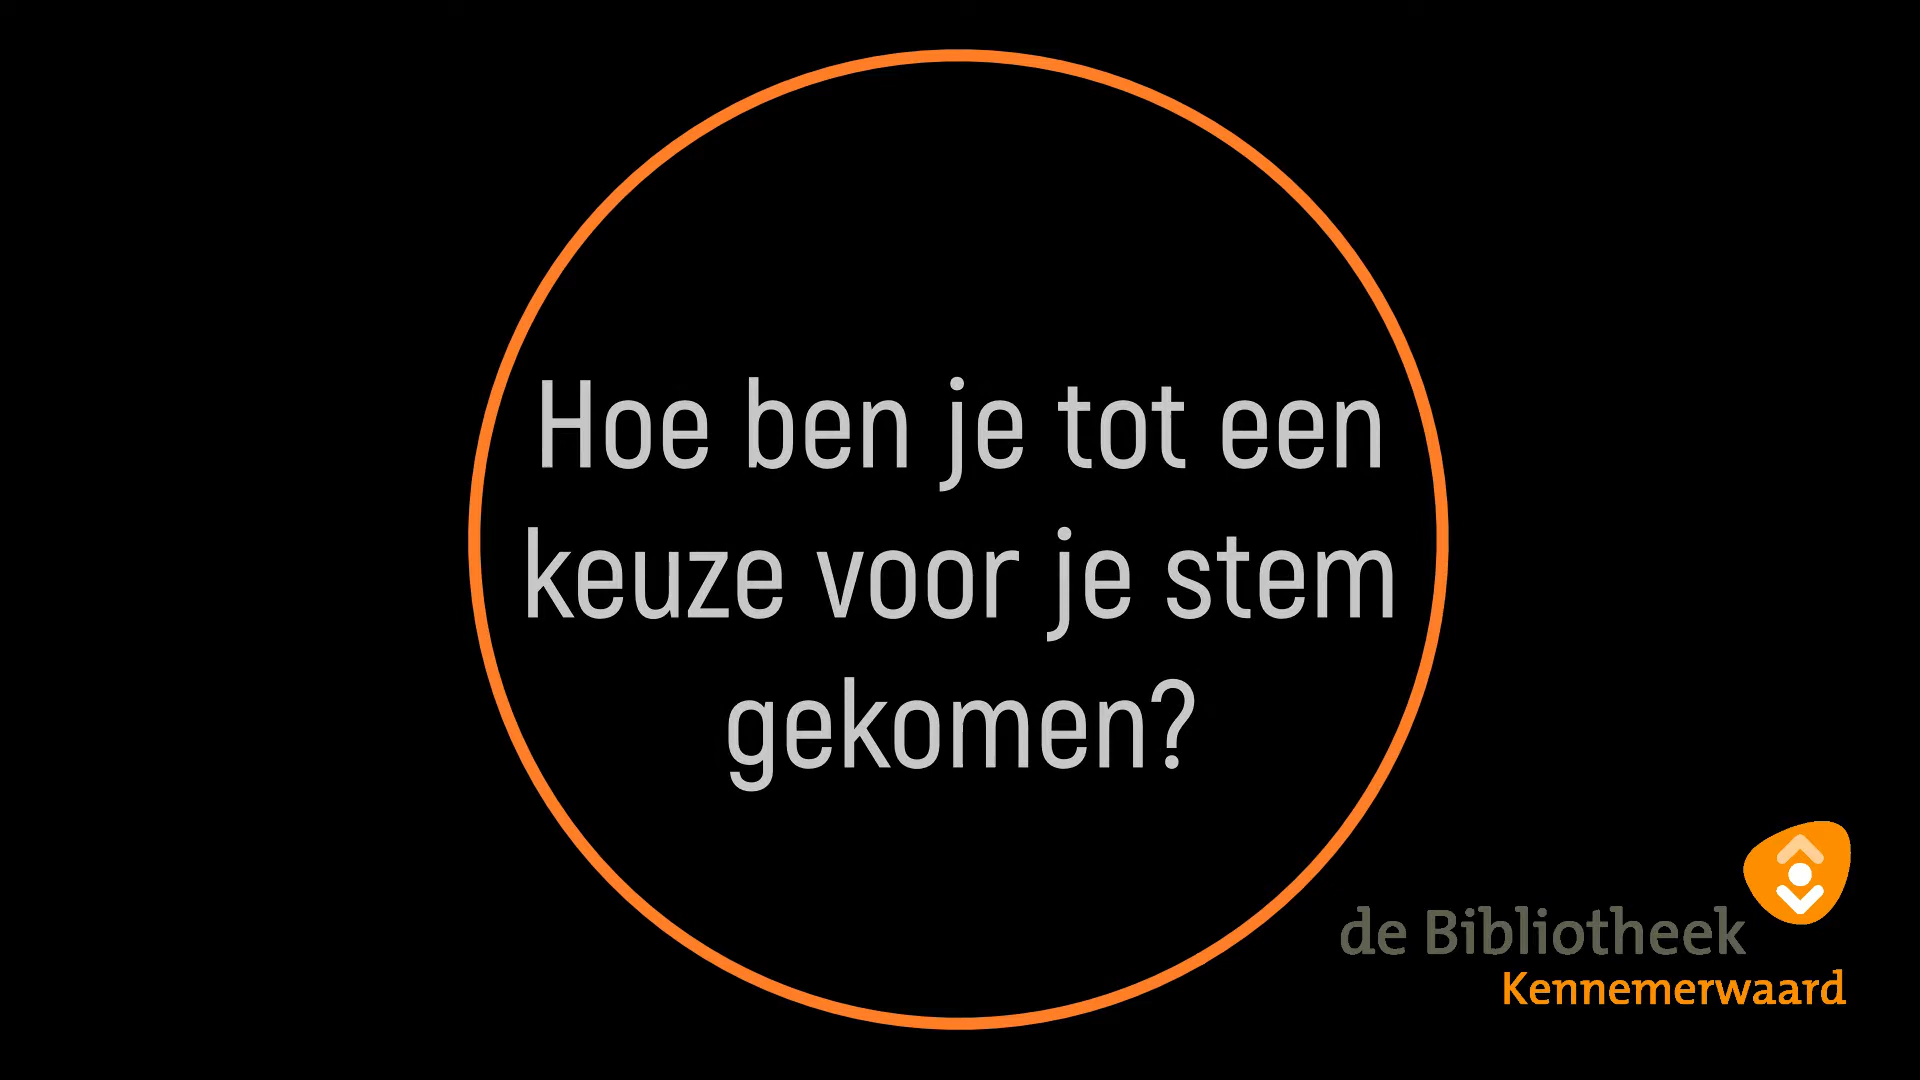 Hoe ben je tot een
keuze voor je stem
gekomen?
de Bibliotheek
Kennemerwaard